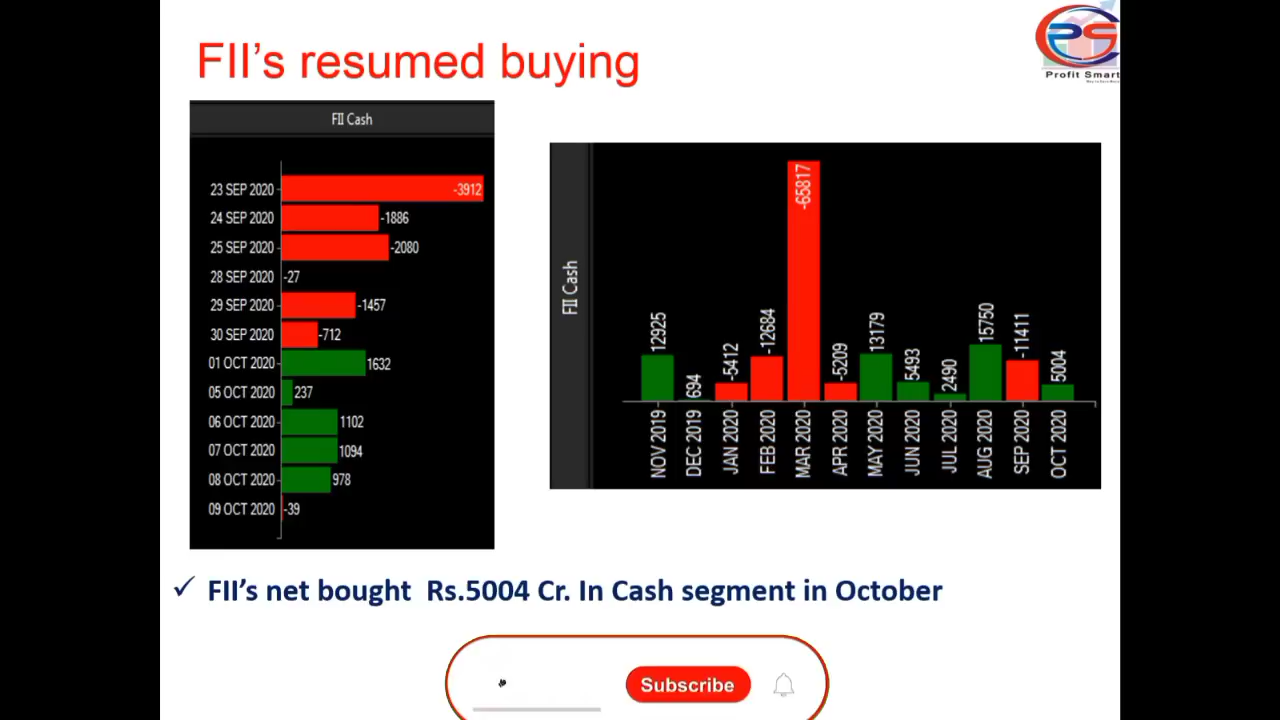 FII's resumed buying
Profit Smart
FII Cash
23 SEP 2020 -3912
24 SEP 2020 -1886
25 SEP 2020 -2080
28 SEP 2020 -27
29 SEP 2020 -1457
30 SEP 2020 -712
01 OCT 2020 1632
05 OCT 2020 237
06 OCT 2020 1102
07 OCT 2020 1094
08 OCT 2020 978
09 OCT 2020 -39
FII Cash
12925
694
-5412
-12684
-65817
-5209
13179
5493
2490
15750
-11411
5004
NOV 2019
DEC 2019
JAN 2020
FEB 2020
MAR 2020
APR 2020
MAY 2020
JUN 2020
JUL 2020
AUG 2020
SEP 2020
OCT 2020
✓ FII's net bought Rs.5004 Cr. In Cash segment in October
Subscribe